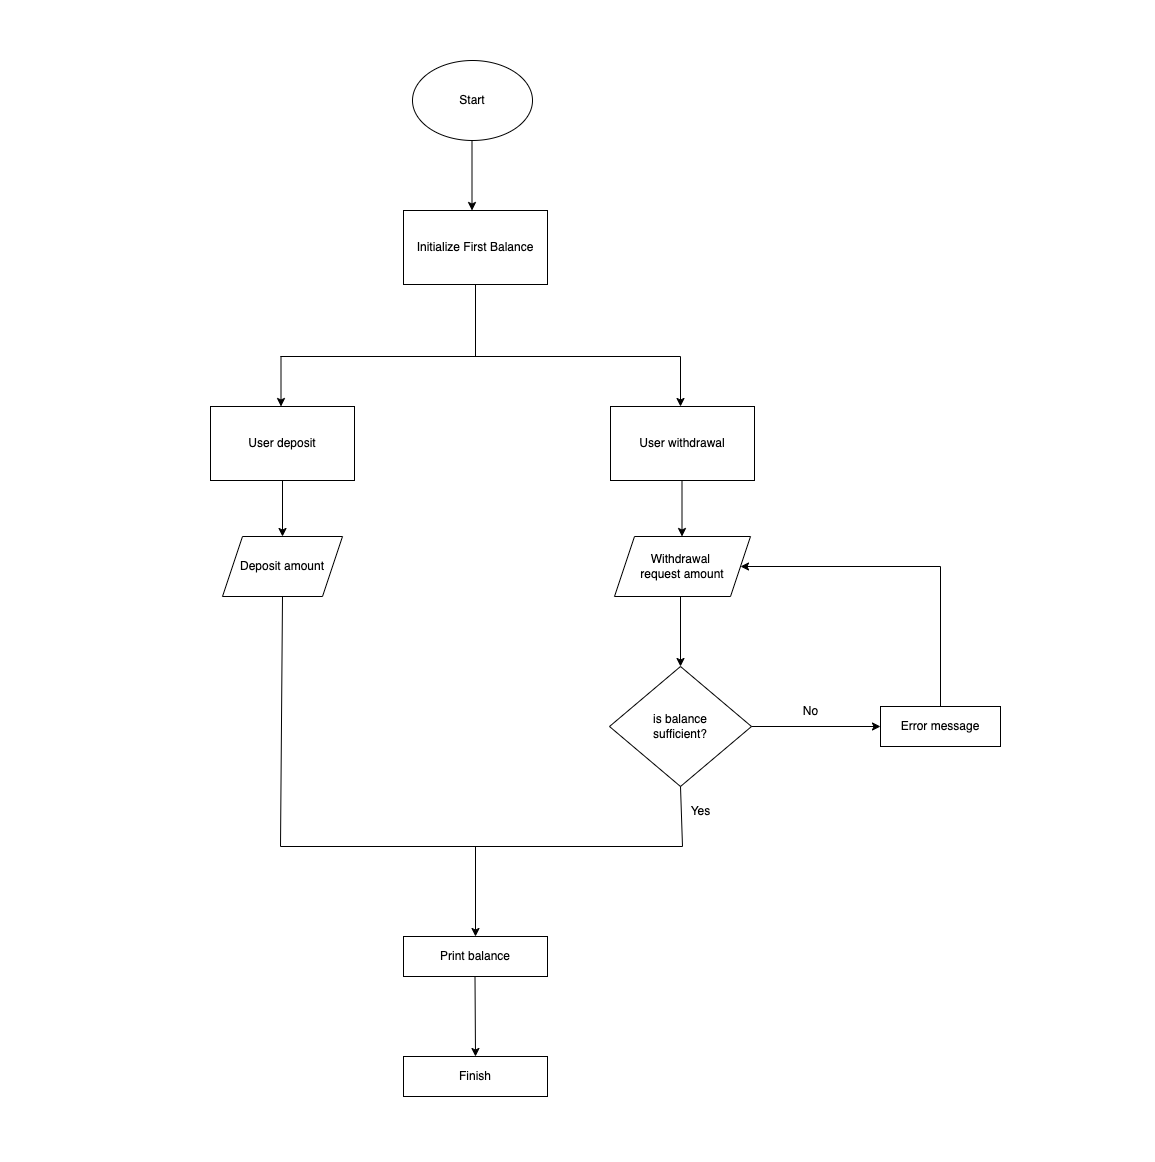 Start
Initialize First Balance
User deposit
User withdrawal
Deposit amount
Withdrawal
request amount
is balance
sufficient?
No
Error message
Yes
Print balance
Finish